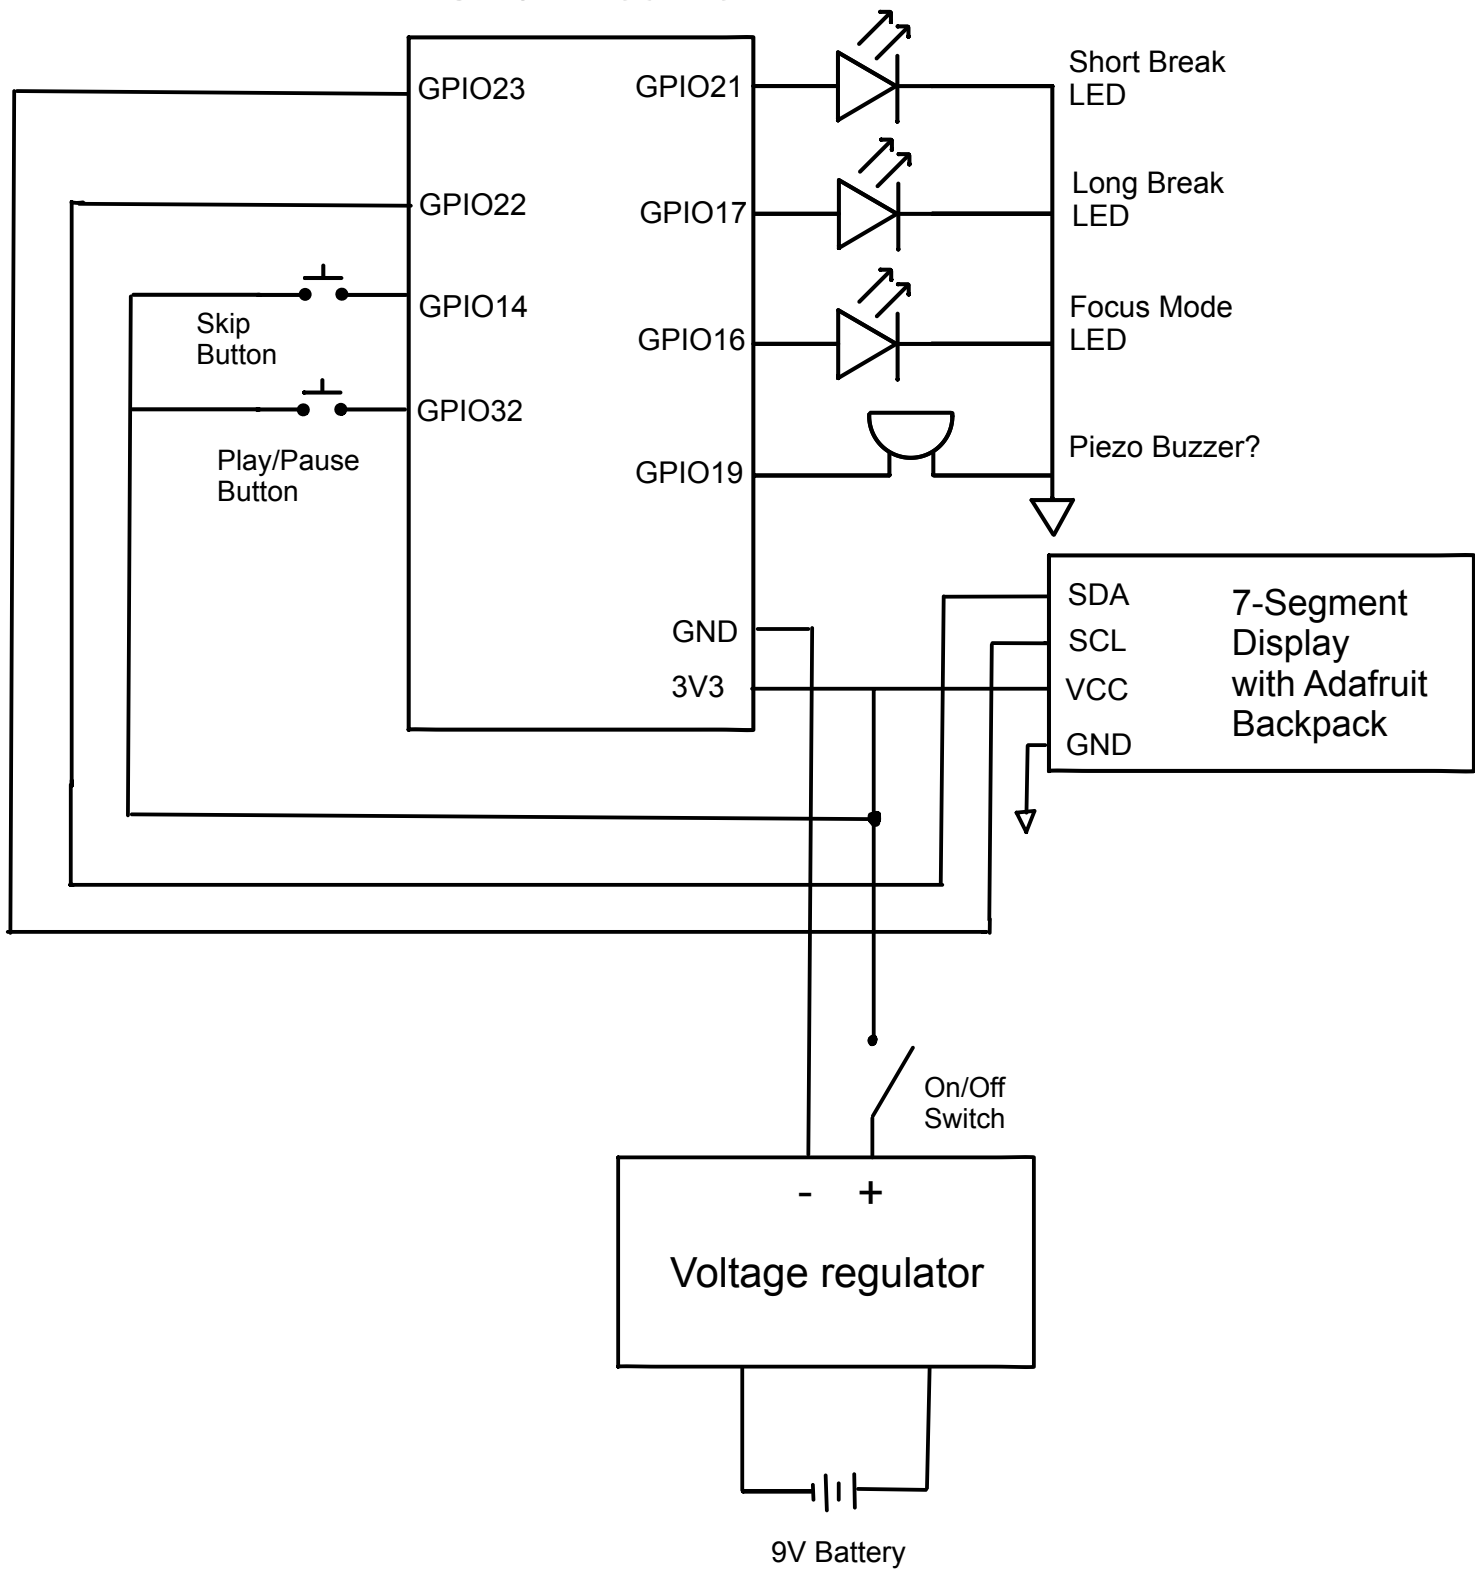 GPIO23
GPIO21
Short Break
LED
GPIO22
GPIO17
Long Break
LED
GPIO14
Skip
Button
GPIO16
Focus Mode
LED
GPIO32
Play/Pause
Button
GPIO19
Piezo Buzzer?
GND
3V3
SDA
SCL
VCC
GND
7-Segment
Display
with Adafruit
Backpack
On/Off
Switch
- +
Voltage regulator
9V Battery